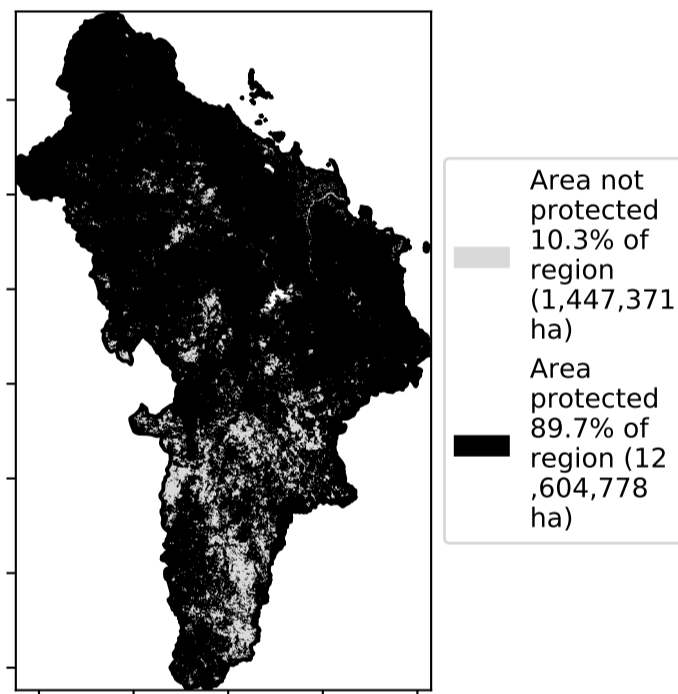 Area not
protected
10.3% of
region
(1,447,371
ha)
Area
protected
89.7% of
region (12
,604,778
ha)